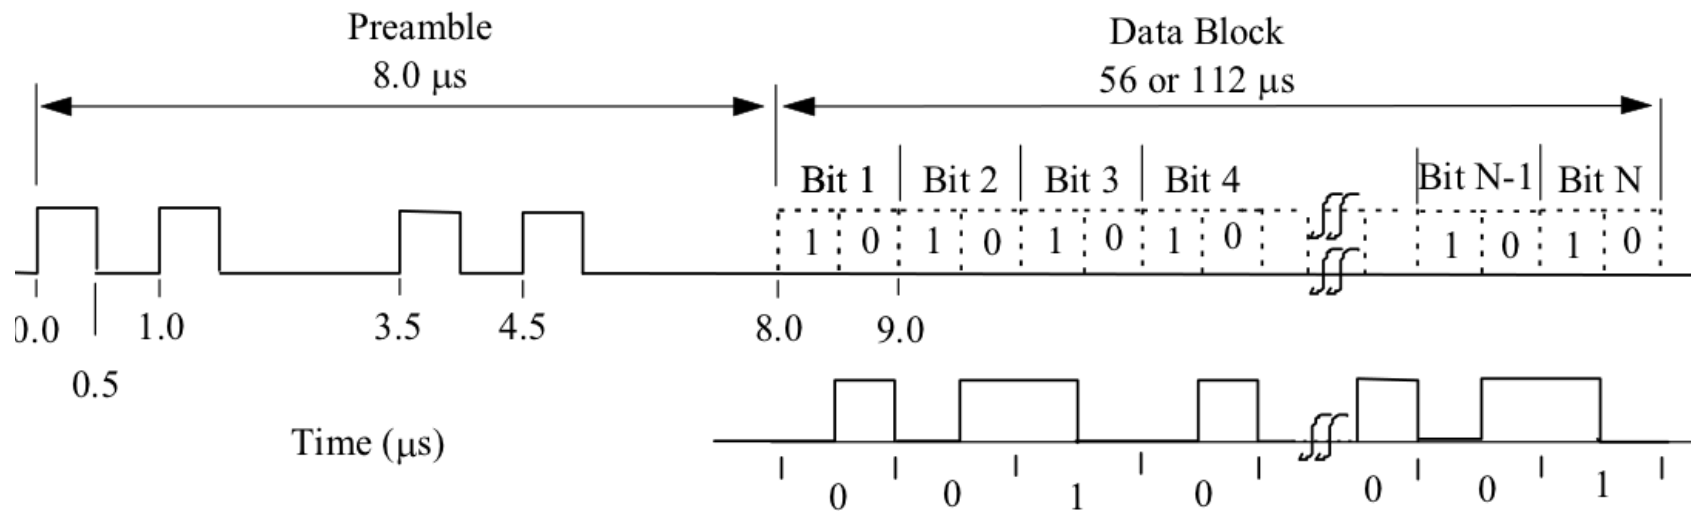 Preamble
8.0 μs
Data Block
56 or 112 μs
Bit 1 Bit 2 Bit 3 Bit 4 Bit N-1 Bit N
1 0 1 0 1 0 1 0 1 0 1 0
0.0 1.0 3.5 4.5 8.0 9.0
0.5
Time (μs)
0 0 1 0 0 0 1